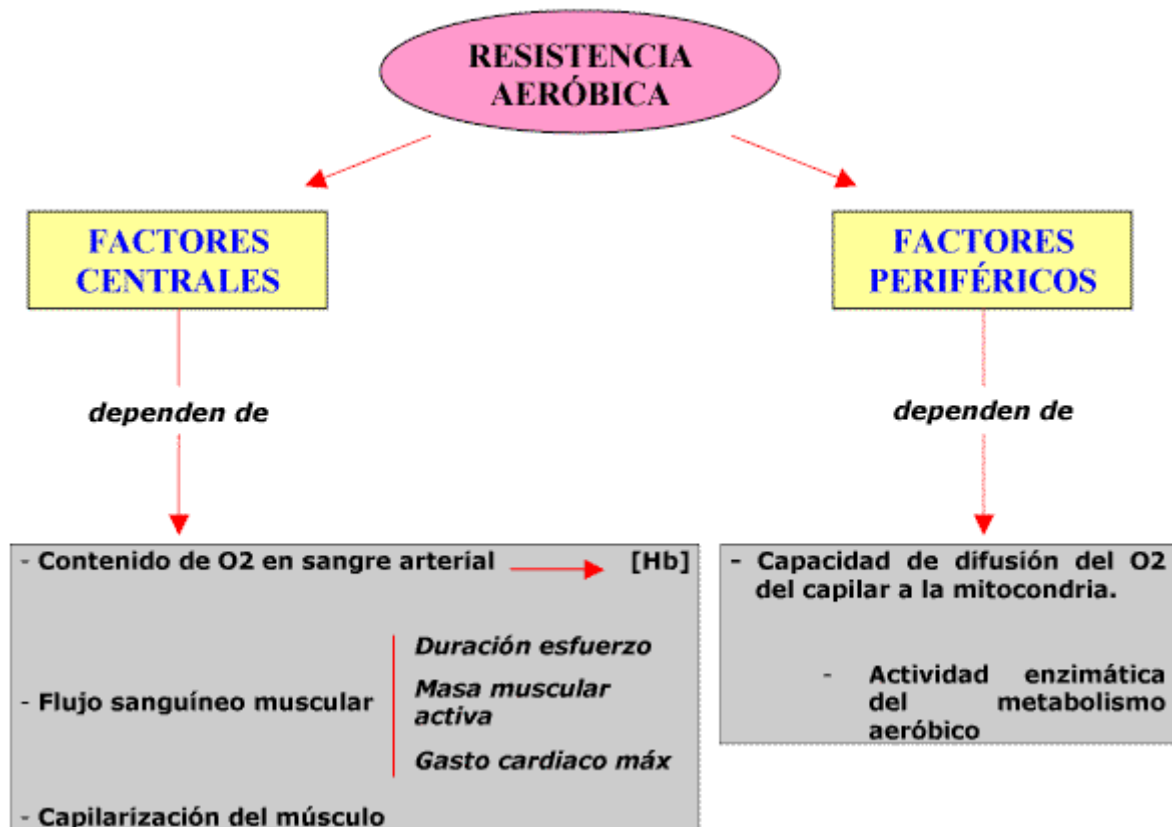 RESISTENCIA
AERÓBICA
FACTORES
CENTRALES
FACTORES
PERIFÉRICOS
dependen de
dependen de
- Contenido de O2 en sangre arterial [Hb]
Duración esfuerzo
- Flujo sanguíneo muscular
Masa muscular
activa
Gasto cardiaco máx
- Capilarización del músculo
- Capacidad de difusión del O2
del capilar a la mitocondria.
- Actividad enzimática
del metabolismo
aeróbico